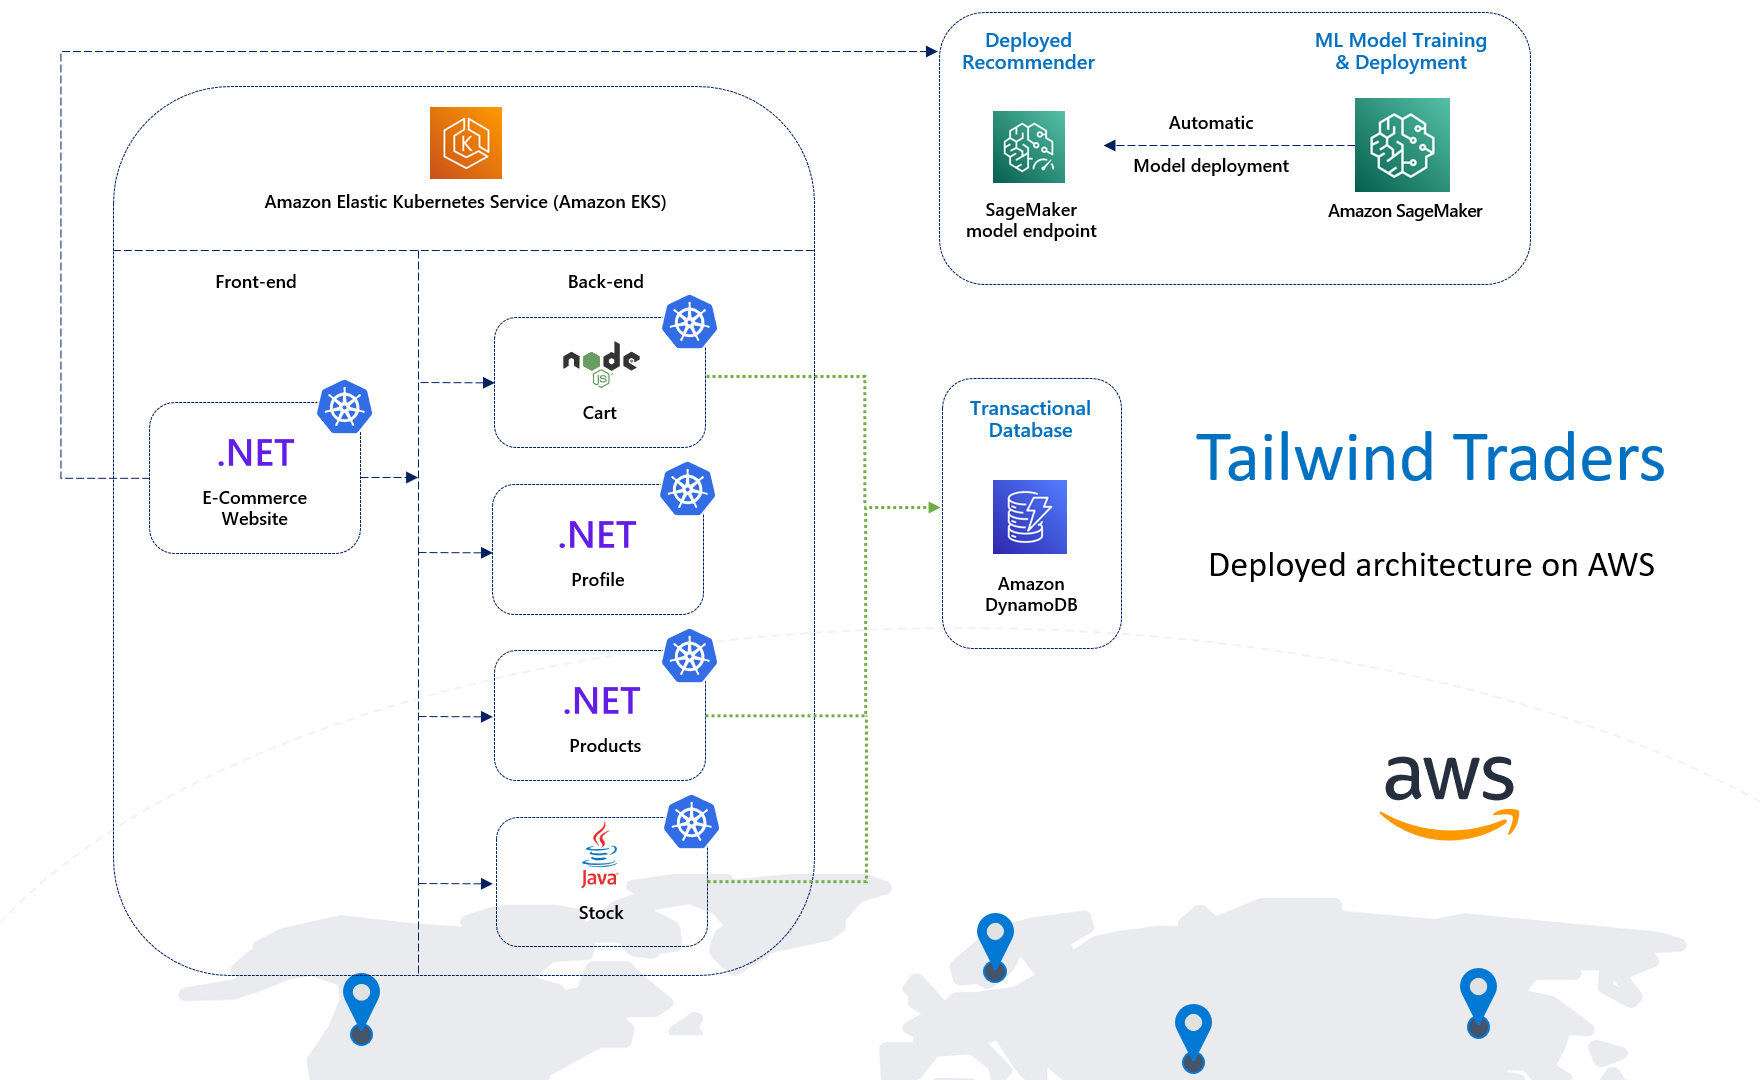 Deployed
Recommender
ML Model Training
& Deployment
Automatic
Model deployment
SageMaker
model endpoint
Amazon SageMaker
K
Amazon Elastic Kubernetes Service (Amazon EKS)
Front-end
Back-end
.NET
E-Commerce
Website
node
JS
Cart
.NET
Profile
.NET
Products
Java
Stock
Transactional
Database
Amazon
DynamoDB
Tailwind Traders
Deployed architecture on AWS
aws